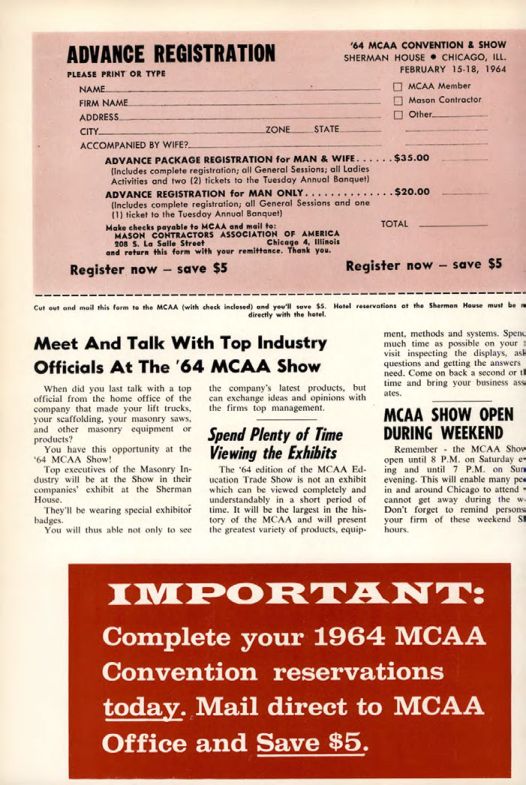 ADVANCE REGISTRATION
PLEASE PRINT OR TYPE
'64 MCAA CONVENTION & SHOW
SHERMAN HOUSE • CHICAGO, ILL.
FEBRUARY 15-18, 1964
NAME
FIRM NAME
ADDRESS
CITY ZONE STATE
ACCOMPANIED BY WIFE?
MCAA Member
Mason Contractor
Other
ADVANCE PACKAGE REGISTRATION for MAN & WIFE......$35.00
(Includes complete registration; all General Sessions; all Ladies
Activities and two (2) tickets to the Tuesday Annual Banquet)
ADVANCE REGISTRATION for MAN ONLY..............$20.00
(Includes complete registration; all General Sessions and one
(1) ticket to the Tuesday Annual Banquet)
Make checks payable to MCAA and mail to:
MASON CONTRACTORS ASSOCIATION OF AMERICA
208 S. La Salle Street Chicago 4, Illinois
and return this form with your remittance. Thank you.
TOTAL
Register now — save $5
Register now — save $5
Cut out and mail this form to the MCAA (with check inclosed) and you'll save $5. Hotel reservations at the Sherman House must be
directly with the hotel.
Meet And Talk With Top Industry
Officials At The '64 MCAA Show
When did you last talk with a top
official from the home office of the
company that made your lift trucks,
your scaffolding, your masonry saws,
and other masonry equipment or
products?
You have this opportunity at the
'64 MCAA Show!
Top executives of the Masonry In-
dustry will be at the Show in their
companies' exhibit at the Sherman
House.
They'll be wearing special exhibitor
badges.
You will thus able not only to see
the company's latest products, but
can exchange ideas and opinions with
the firms top management.
Spend Plenty of Time
Viewing the Exhibits
The '64 edition of the MCAA Ed-
ucation Trade Show is not an exhibit
which can be viewed completely and
understandably in a short period of
time. It will be the largest in the his-
tory of the MCAA and will present
the greatest variety of products, equip-
ment, methods and systems. Spend
much time as possible on your
visit inspecting the displays, ask
questions and getting the answers
need. Come on back a second or
time and bring your business
ates.
MCAA SHOW OPEN
DURING WEEKEND
Remember - the MCAA Show
open until 8 P.M. on Saturday
ing and until 7 P.M. on
evening. This will enable many
in and around Chicago to attend
cannot get away during the
Don't forget to remind
your firm of these weekend
hours.
IMPORTANT:
Complete your 1964 MCAA
Convention reservations
today. Mail direct to MCAA
Office and Save $5.